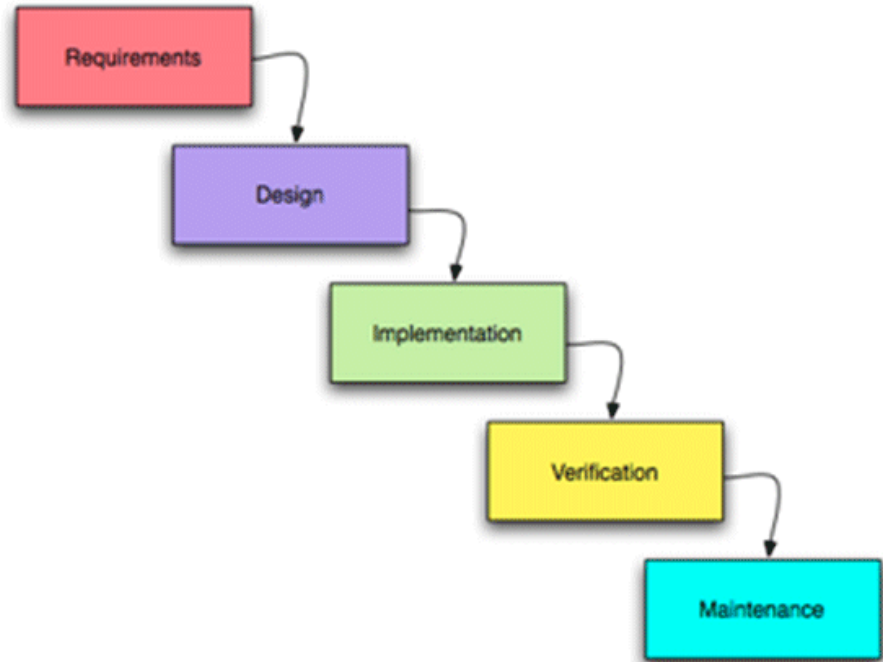 Requirements
Design
Implementation
Verification
Maintenance